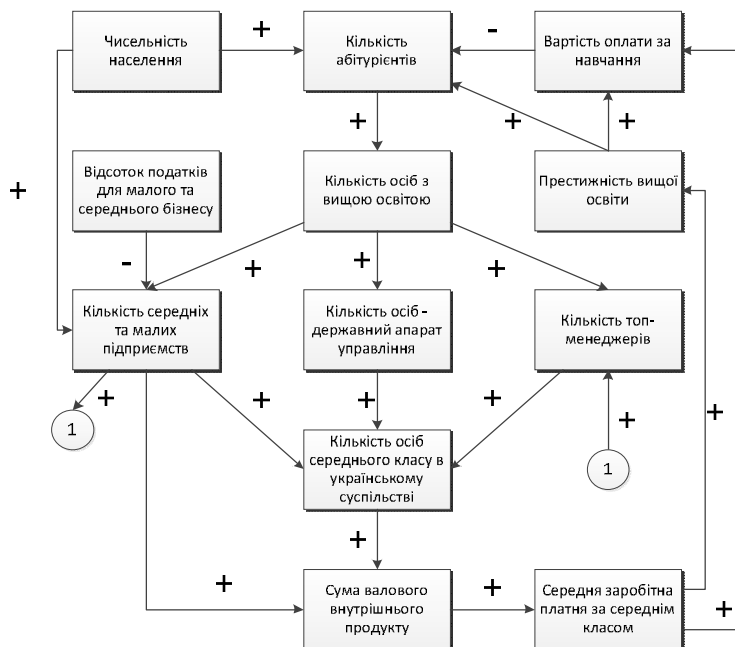 Чисельність
населення
+
Кількість
абітурієнтів
-
Вартість оплати за
навчання
+
+
+
+
Відсоток податків
для малого та
середнього бізнесу
Кількість осіб з
вищою освітою
Престижність вищої
освіти
-
+
+
+
Кількість середніх
та малих
підприємств
Кількість осіб -
державний апарат
управління
Кількість топ-
менеджерів
+
1
+
+
+
+
1
+
Кількість осіб
середнього класу в
українському
суспільстві
+
+
Сума валового
внутрішнього
продукту
+
Середня заробітна
платня за середнім
класом
+